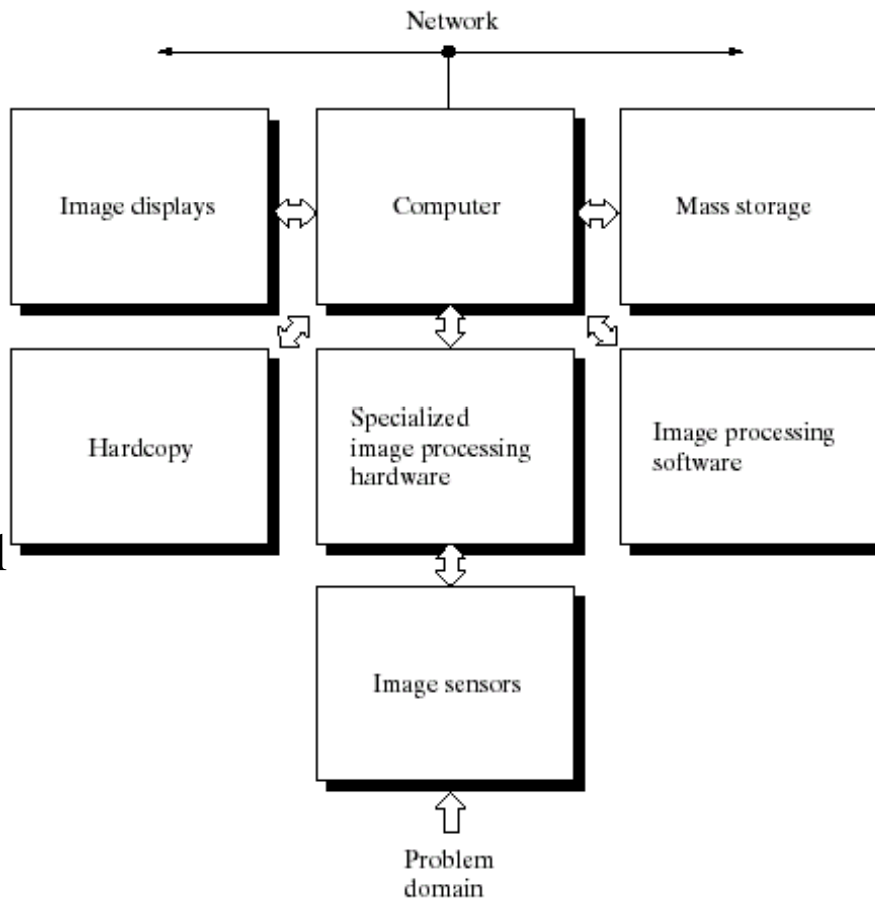 Network
Image displays
Computer
Mass storage
Hardcopy
Specialized
image processing
hardware
Image processing
software
Image sensors
Problem
domain